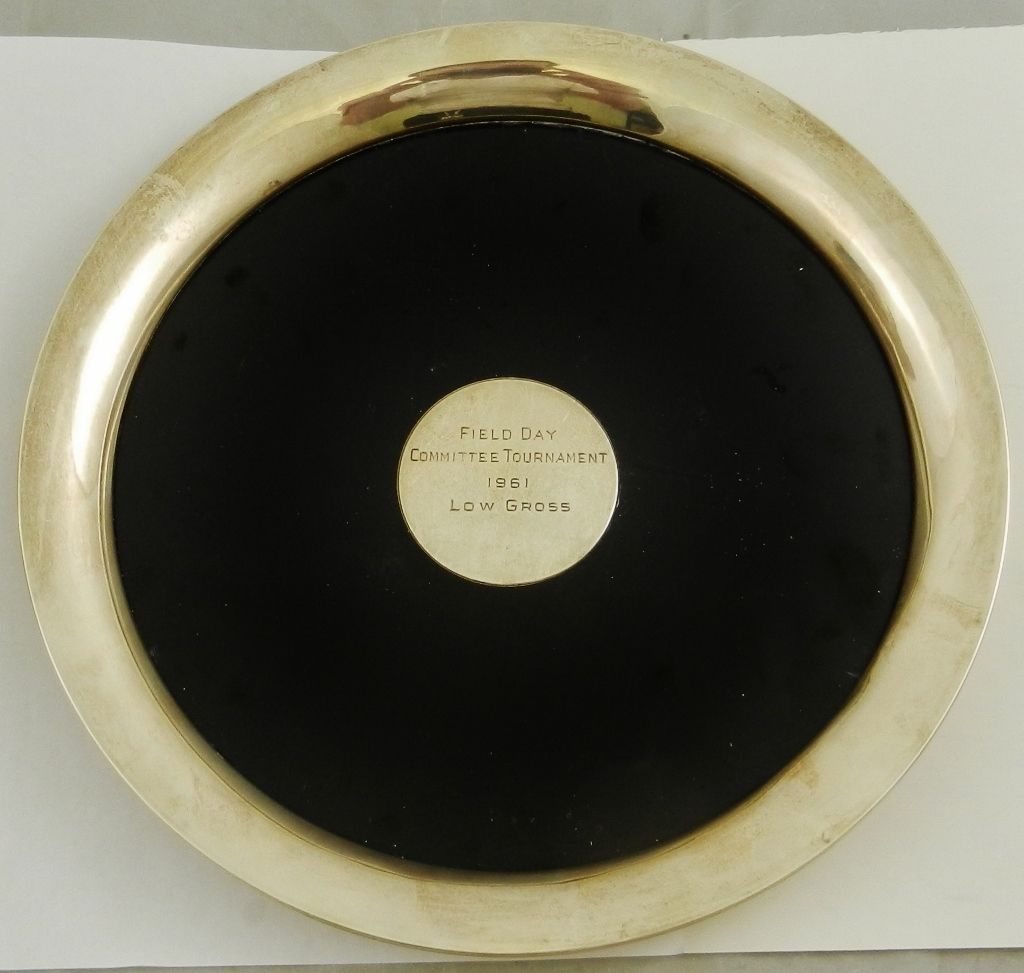 Field Day
Committee Tournament
1961
Low Gross